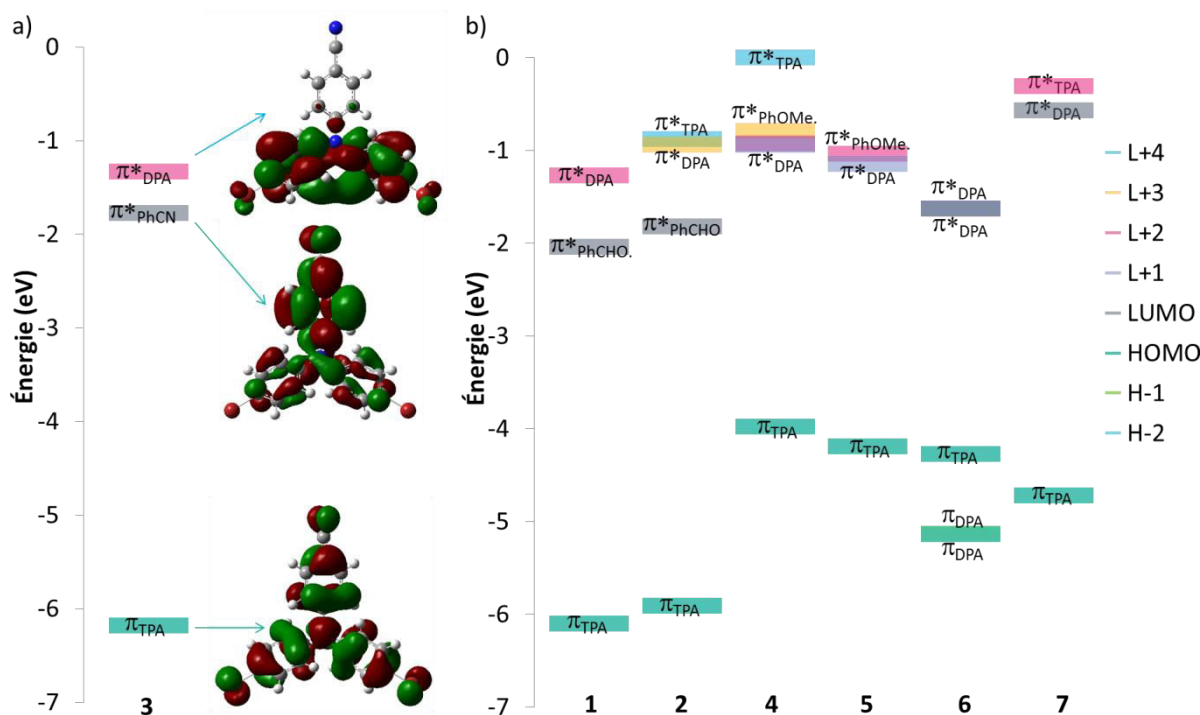 a)
Énergie (eV)
0
-1
-2
-3
-4
-5
-6
-7
π*DPA
π*PhCN
πTPA
3
b)
Énergie (eV)
0
-1
-2
-3
-4
-5
-6
-7
π*DPA
π*PhCHO.
πTPA
1
π*TPA
π*DPA
π*PhCHO
πTPA
2
π*TPA
π*PhOMe.
π*DPA
πTPA
4
π*PhOMe.
π*DPA
πTPA
5
π*DPA
π*DPA
πTPA
πDPA
πDPA
6
π*TPA
π*DPA
πTPA
7
L+4
L+3
L+2
L+1
LUMO
HOMO
H-1
H-2